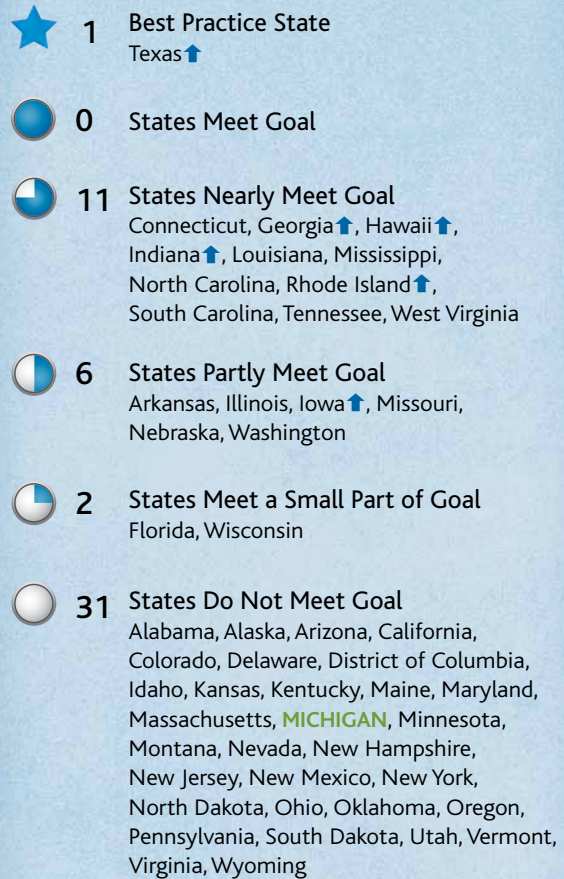 1 Best Practice State
Texas⬆
0 States Meet Goal
11 States Nearly Meet Goal
Connecticut, Georgia⬆, Hawaii⬆,
Indiana⬆, Louisiana, Mississippi,
North Carolina, Rhode Island⬆,
South Carolina, Tennessee, West Virginia
6 States Partly Meet Goal
Arkansas, Illinois, Iowa⬆, Missouri,
Nebraska, Washington
2 States Meet a Small Part of Goal
Florida, Wisconsin
31 States Do Not Meet Goal
Alabama, Alaska, Arizona, California,
Colorado, Delaware, District of Columbia,
Idaho, Kansas, Kentucky, Maine, Maryland,
Massachusetts, MICHIGAN, Minnesota,
Montana, Nevada, New Hampshire,
New Jersey, New Mexico, New York,
North Dakota, Ohio, Oklahoma, Oregon,
Pennsylvania, South Dakota, Utah, Vermont,
Virginia, Wyoming